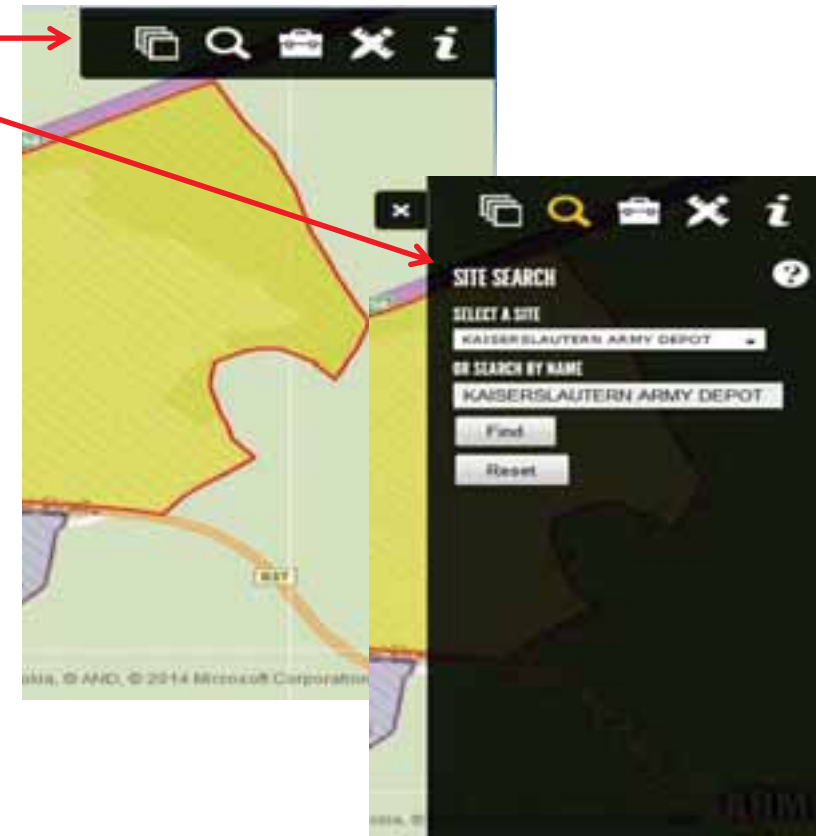 © AND, © 2014 Microsoft Corporation
SITE SEARCH
?
SELECT A SITE
KAISERSLAUTERN ARMY DEPOT
OR SEARCH BY NAME
KAISERSLAUTERN ARMY DEPOT
Find
Reset